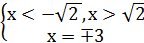 x < −√2, x > √2
x = ∓3